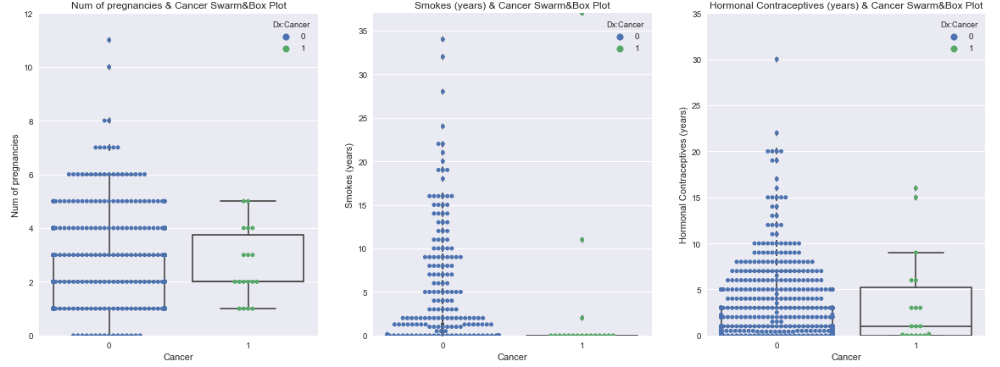 Num of pregnancies & Cancer Swarm&Box Plot
12
10
8
6
4
2
0
Num of pregnancies
Dx:Cancer
0
1
0
1
Cancer
Smokes (years) & Cancer Swarm&Box Plot
35
30
25
20
15
10
5
0
Smokes (years)
Dx:Cancer
0
1
0
1
Cancer
Hormonal Contraceptives (years) & Cancer Swarm&Box Plot
35
30
25
20
15
10
5
0
Hormonal Contraceptives (years)
Dx:Cancer
0
1
0
1
Cancer